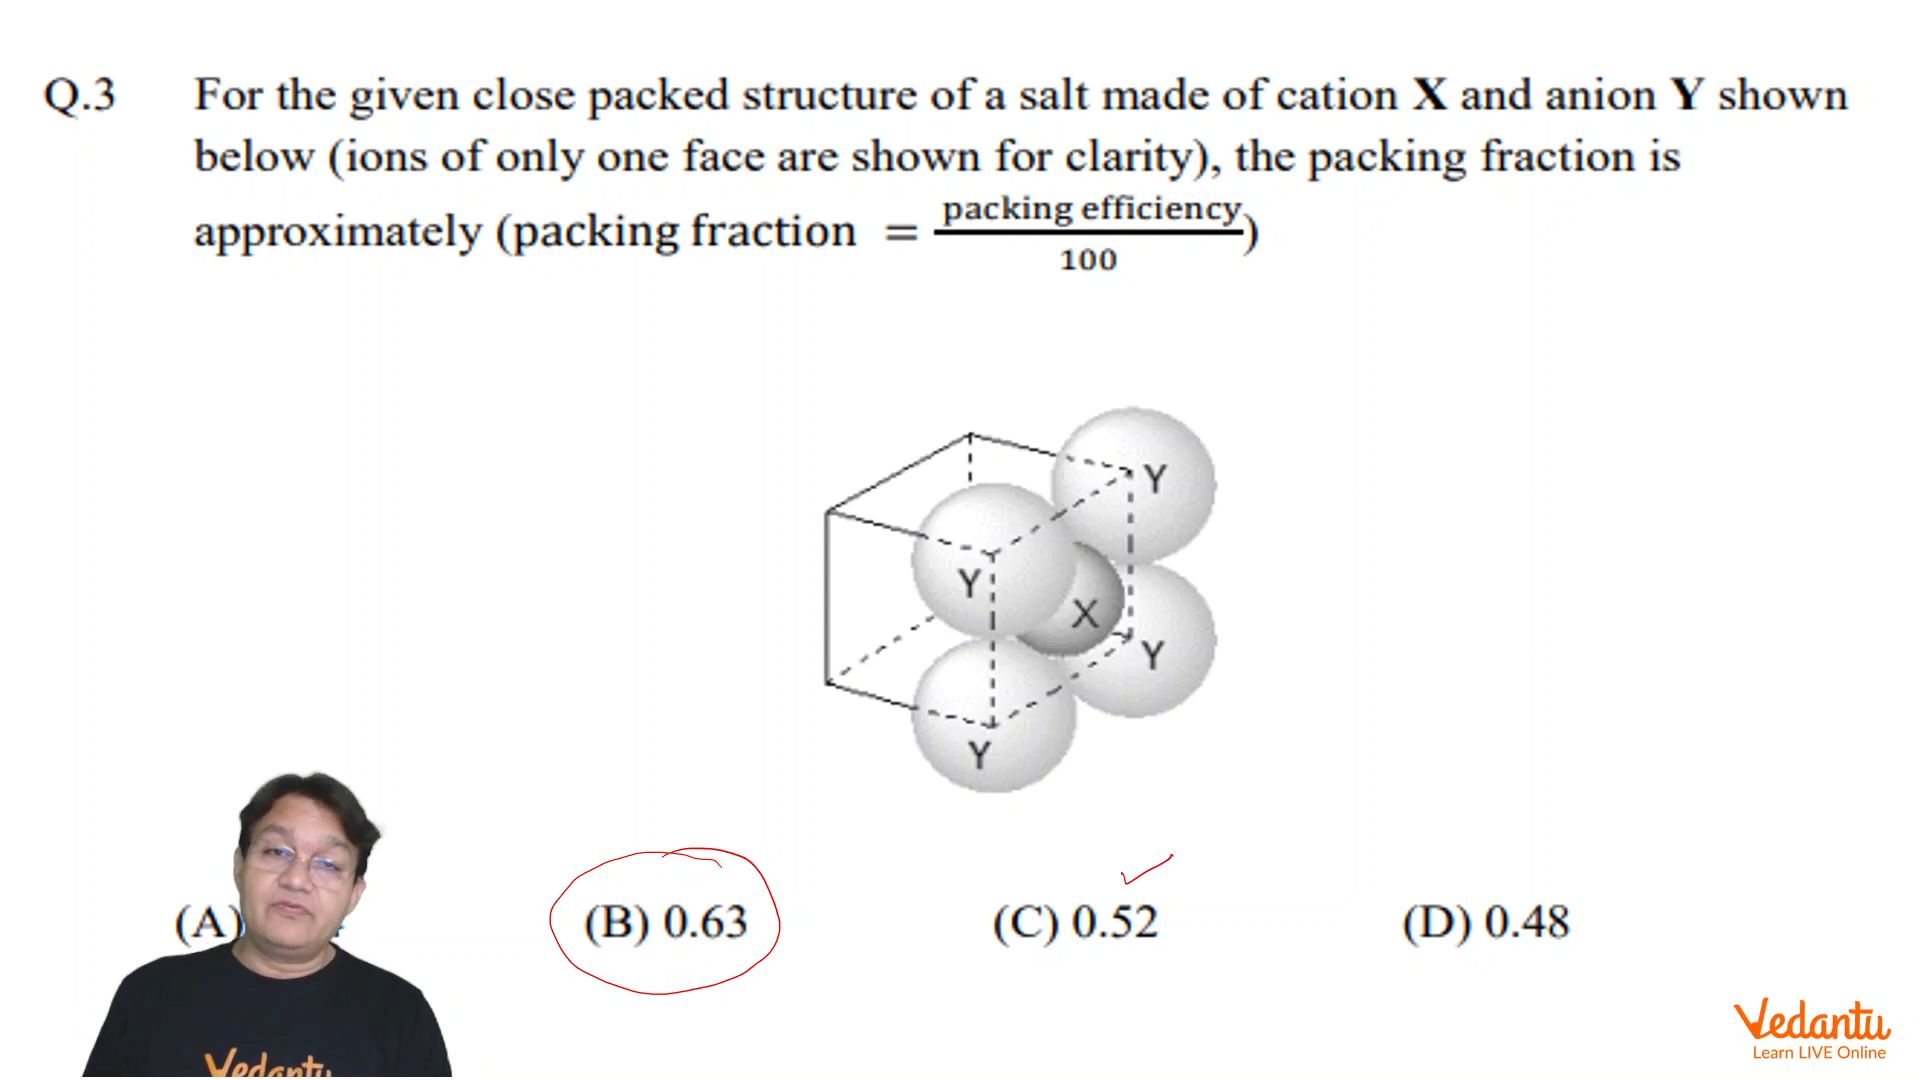 Q.3 For the given close packed structure of a salt made of cation X and anion Y shown
below (ions of only one face are shown for clarity), the packing fraction is
approximately (packing fraction = packing efficiency / 100)
Y
Y
X
Y
Y
(A) (B) 0.63 (C) 0.52 (D) 0.48
Vedantu
Learn LIVE Online
Vedantu